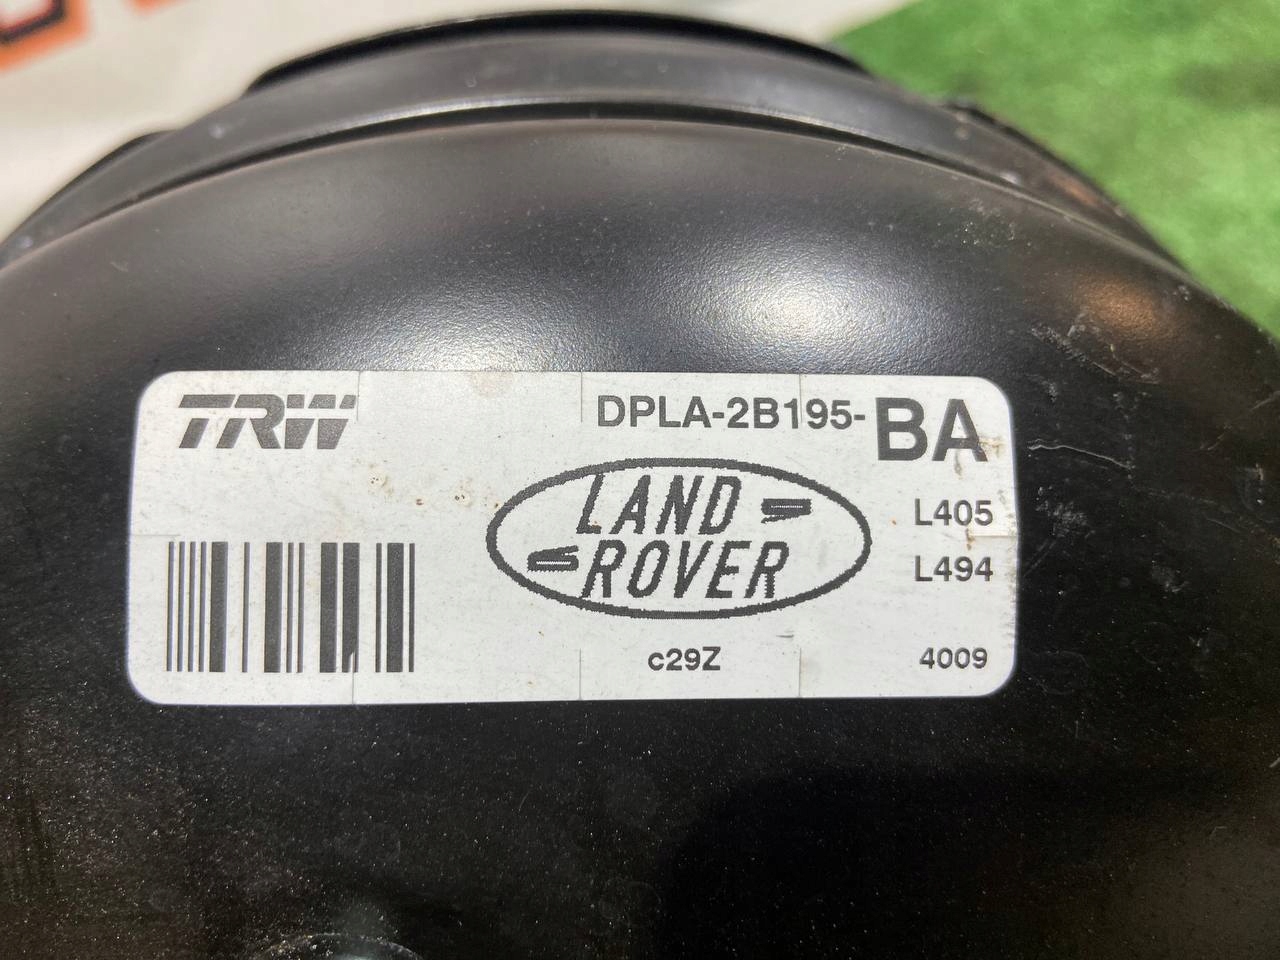 TRW
DPLA-2B195-BA
LAND
ROVER
L405
L494
c29Z
4009